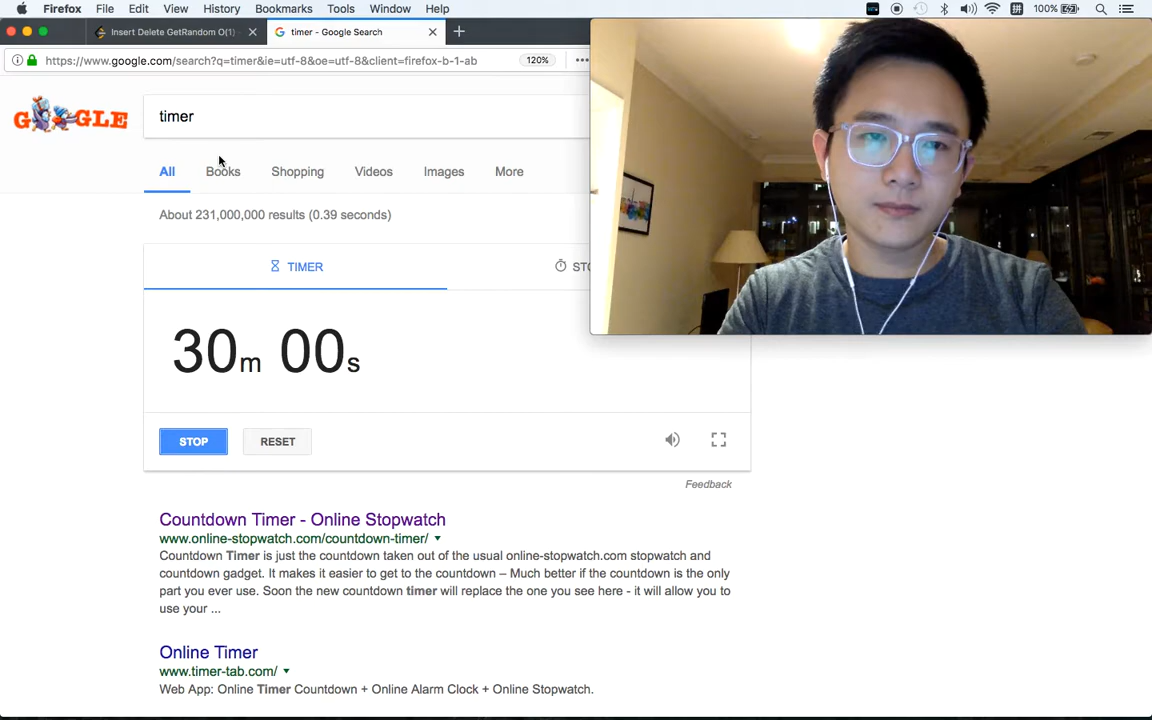 Firefox File Edit View History Bookmarks Tools Window Help 100%
Insert Delete GetRandom O(1) timer - Google Search
https://www.google.com/search?q=timer&ie=utf-8&oe=utf-8&client=firefox-b-1-ab 120%
GOOGLE timer
All Books Shopping Videos Images More
About 231,000,000 results (0.39 seconds)
TIMER STO
30m 00s
STOP RESET
Feedback
Countdown Timer - Online Stopwatch
www.online-stopwatch.com/countdown-timer/
Countdown Timer is just the countdown taken out of the usual online-stopwatch.com stopwatch and
countdown gadget. It makes it easier to get to the countdown – Much better if the countdown is the only
part you ever use. Soon the new countdown timer will replace the one you see here - it will allow you to
use your ...
Online Timer
www.timer-tab.com/
Web App: Online Timer Countdown + Online Alarm Clock + Online Stopwatch.